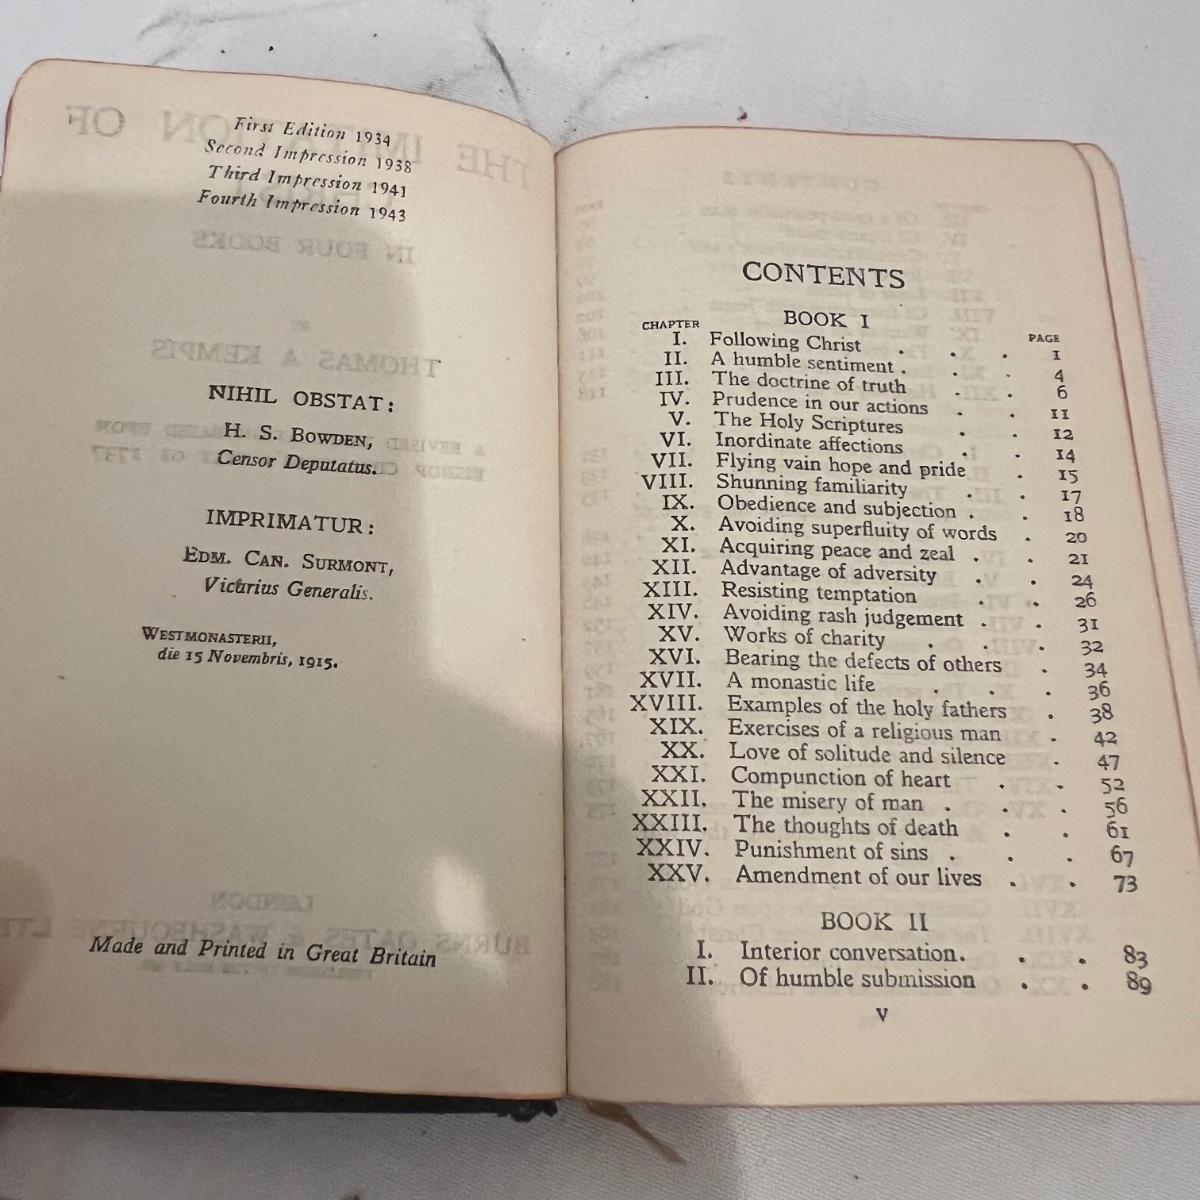 First Edition 1934
Second Impression 1938
Third Impression 1941
Fourth Impression 1943
NIHIL OBSTAT:
H. S. BOWDEN,
Censor Deputatus.
IMPRIMATUR:
EDM. CAN. SURMONT,
Vicarius Generalis.
WESTMONASTERII,
die 15 Novembris, 1915.
Made and Printed in Great Britain
CONTENTS
BOOK I
CHAPTER PAGE
I. Following Christ . . . 1
II. A humble sentiment . . . 4
III. The doctrine of truth . . 6
IV. Prudence in our actions . . 11
V. The Holy Scriptures . . 12
VI. Inordinate affections . . 14
VII. Flying vain hope and pride . 15
VIII. Shunning familiarity . . 17
IX. Obedience and subjection . . 18
X. Avoiding superfluity of words . 20
XI. Acquiring peace and zeal . . 21
XII. Advantage of adversity . . 24
XIII. Resisting temptation . . 26
XIV. Avoiding rash judgement . . 31
XV. Works of charity . . . 32
XVI. Bearing the defects of others . 34
XVII. A monastic life . . . 36
XVIII. Examples of the holy fathers . 38
XIX. Exercises of a religious man . 42
XX. Love of solitude and silence . 47
XXI. Compunction of heart . . 52
XXII. The misery of man . . . 56
XXIII. The thoughts of death . . 61
XXIV. Punishment of sins . . . 67
XXV. Amendment of our lives . . 73
BOOK II
I. Interior conversation . . . 83
II. Of humble submission . . 89
v